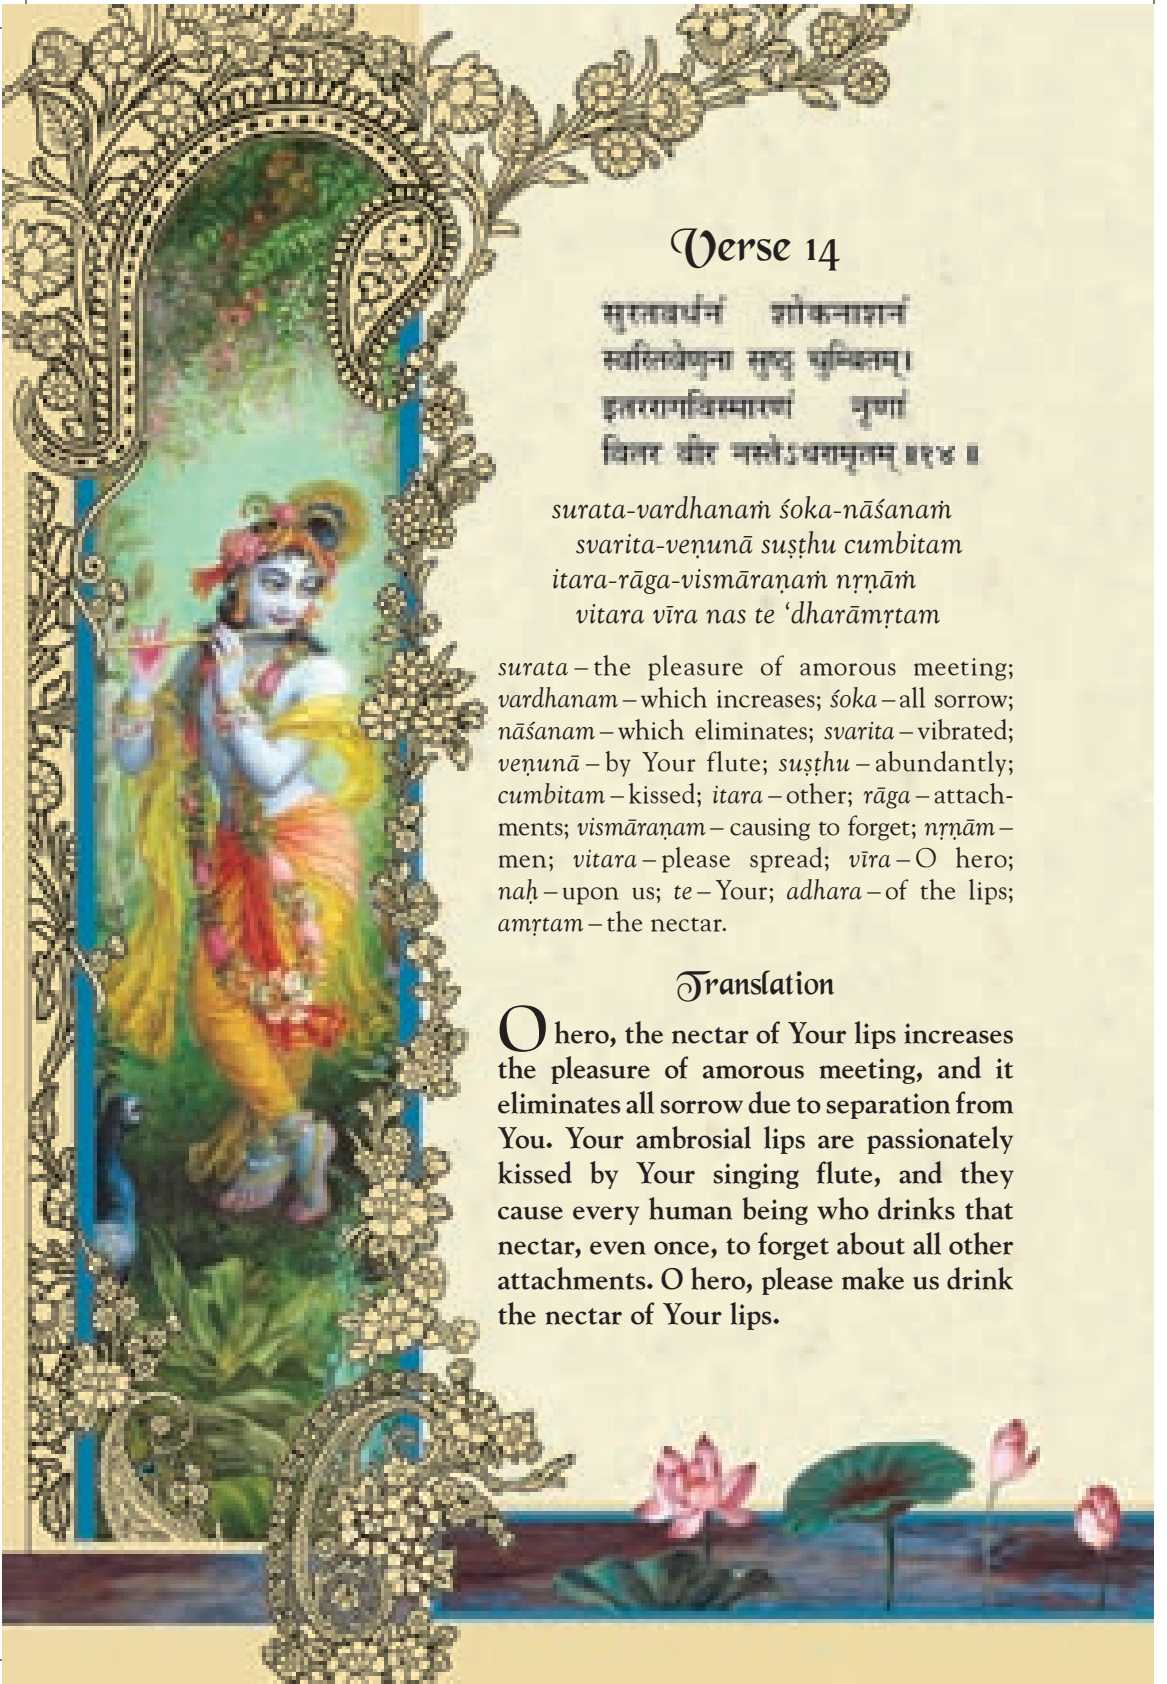 Verse 14
सुरतवर्धनं शोकनाशनं
स्वरितवेणुना सुष्ठु चुम्बितम्।
इतररागविस्मारणं नृणां
वितर वीर नस्तेऽधरामृतम्॥१४॥
surata-vardhanaṁ śoka-nāśanaṁ
svarita-veṇunā suṣṭhu cumbitam
itara-rāga-vismāraṇaṁ nṛṇāṁ
vitara vīra nas te ‘dharāmṛtam
surata – the pleasure of amorous meeting;
vardhanam – which increases; śoka – all sorrow;
nāśanam – which eliminates; svarita – vibrated;
veṇunā – by Your flute; suṣṭhu – abundantly;
cumbitam – kissed; itara – other; rāga – attach-
ments; vismāraṇam – causing to forget; nṛṇām –
men; vitara – please spread; vīra – O hero;
naḥ – upon us; te – Your; adhara – of the lips;
amṛtam – the nectar.
Translation
O hero, the nectar of Your lips increases
the pleasure of amorous meeting, and it
eliminates all sorrow due to separation from
You. Your ambrosial lips are passionately
kissed by Your singing flute, and they
cause every human being who drinks that
nectar, even once, to forget about all other
attachments. O hero, please make us drink
the nectar of Your lips.